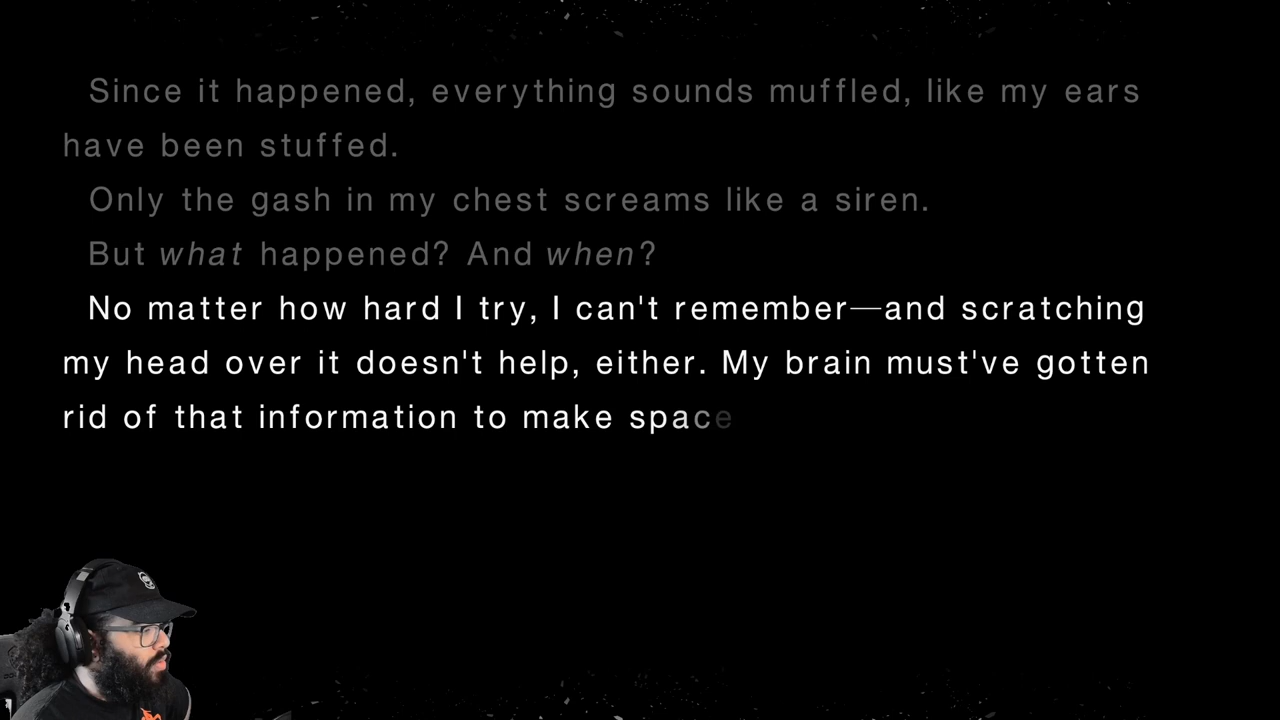 Since it happened, everything sounds muffled, like my ears
have been stuffed.
Only the gash in my chest screams like a siren.
But what happened? And when?
No matter how hard I try, I can't remember—and scratching
my head over it doesn't help, either. My brain must've gotten
rid of that information to make space